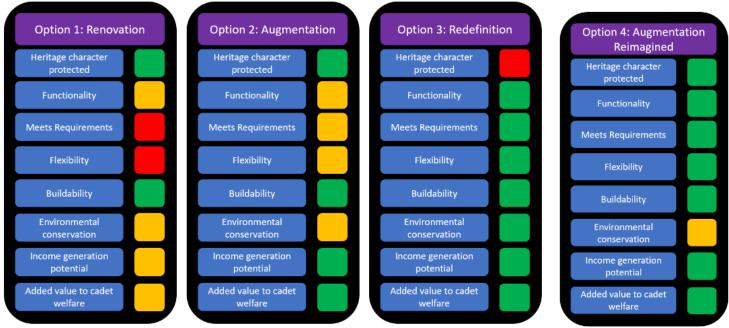 Option 1: Renovation
Heritage character
protected
Functionality
Meets Requirements
Flexibility
Buildability
Environmental
conservation
Income generation
potential
Added value to cadet
welfare
Option 2: Augmentation
Heritage character
protected
Functionality
Meets Requirements
Flexibility
Buildability
Environmental
conservation
Income generation
potential
Added value to cadet
welfare
Option 3: Redefinition
Heritage character
protected
Functionality
Meets Requirements
Flexibility
Buildability
Environmental
conservation
Income generation
potential
Added value to cadet
welfare
Option 4: Augmentation
Reimagined
Heritage character
protected
Functionality
Meets Requirements
Flexibility
Buildability
Environmental
conservation
Income generation
potential
Added value to cadet
welfare